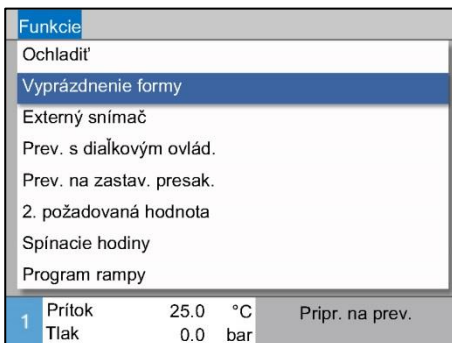 Funkcie
Ochladiť
Vyprázdnenie formy
Externý snímač
Prev. s diaľkovým ovlád.
Prev. na zastav. presak.
2. požadovaná hodnota
Spínacie hodiny
Program rampy
1 Prítok 25.0 °C Pripr. na prev.
Tlak 0.0 bar